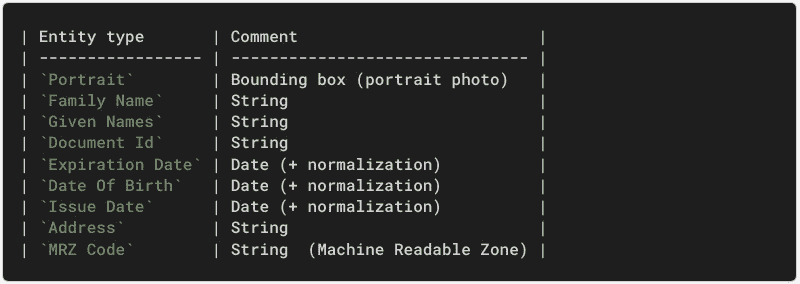 | Entity type       | Comment                         |
| ----------------- | ------------------------------- |
| `Portrait`        | Bounding box (portrait photo)   |
| `Family Name`     | String                          |
| `Given Names`     | String                          |
| `Document Id`     | String                          |
| `Expiration Date` | Date (+ normalization)          |
| `Date Of Birth`   | Date (+ normalization)          |
| `Issue Date`      | Date (+ normalization)          |
| `Address`         | String                          |
| `MRZ Code`        | String  (Machine Readable Zone) |